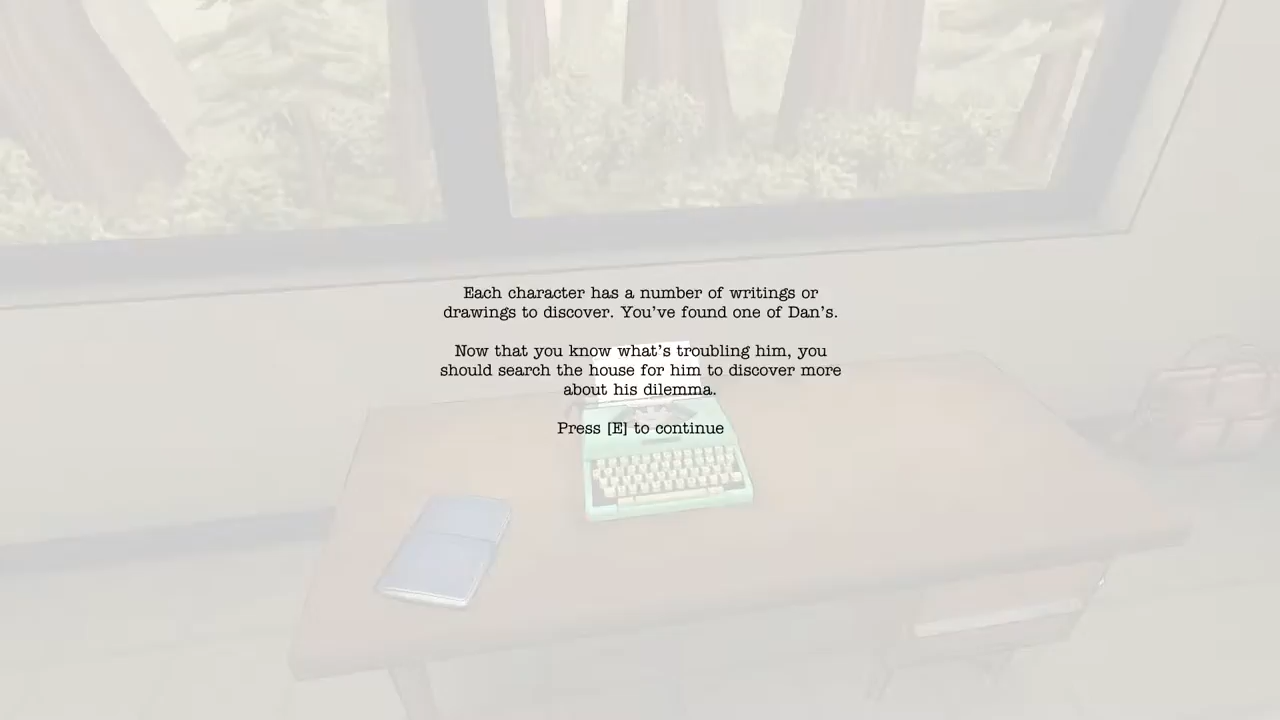 Each character has a number of writings or
drawings to discover. You've found one of Dan's.
Now that you know what's troubling him, you
should search the house for him to discover more
about his dilemma.
Press [E] to continue